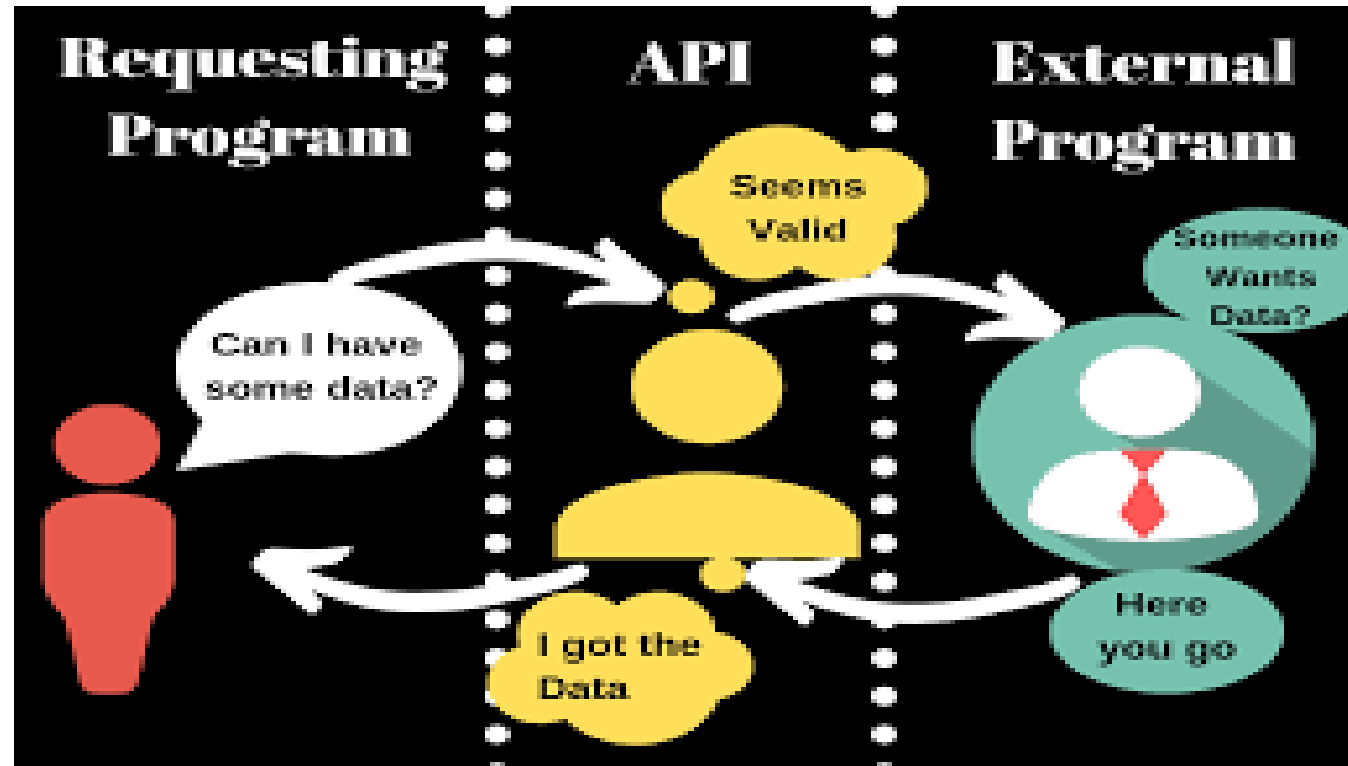 Requesting
Program
API
External
Program
Seems
Valid
Someone
Wants
Data?
Can I have
some data?
Here
you go
I got the
Data